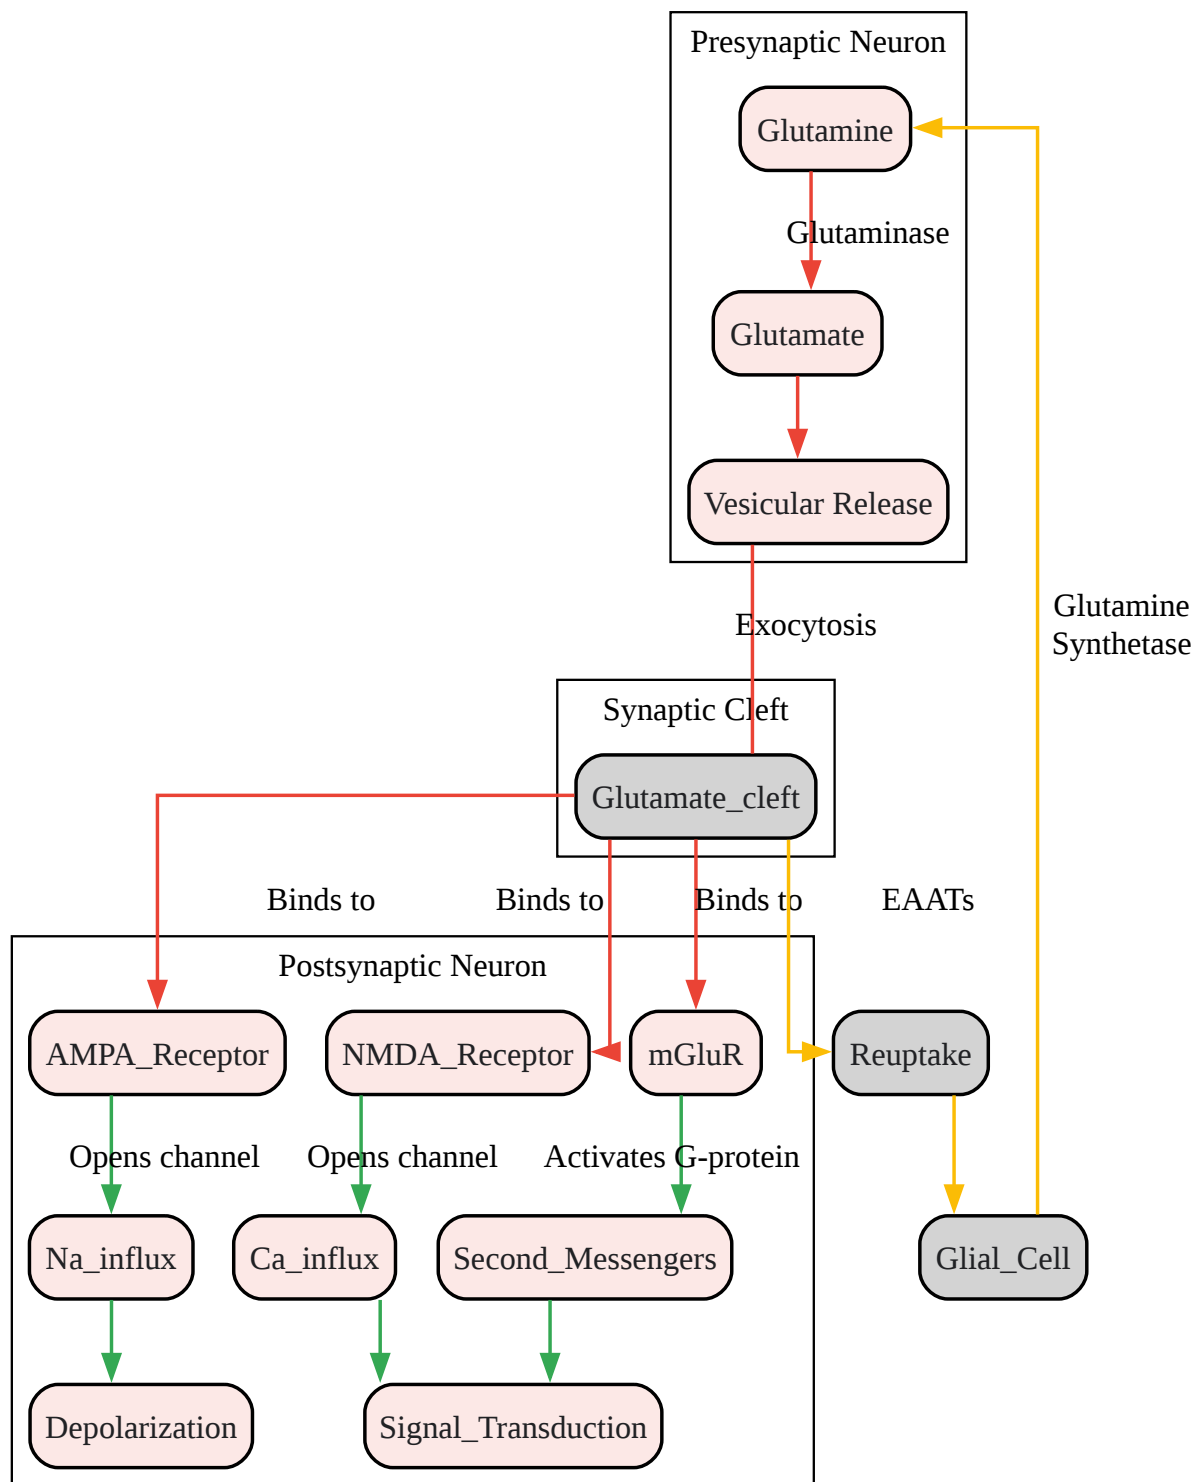 Presynaptic Neuron
Glutamine
Glutaminase
Glutamate
Vesicular Release
Exocytosis
Glutamine
Synthetase
Synaptic Cleft
Glutamate_cleft
Binds to
Binds to
Binds to
EAATs
Postsynaptic Neuron
AMPA_Receptor
NMDA_Receptor
mGluR
Reuptake
Opens channel
Opens channel
Activates G-protein
Na_influx
Ca_influx
Second_Messengers
Glial_Cell
Depolarization
Signal_Transduction